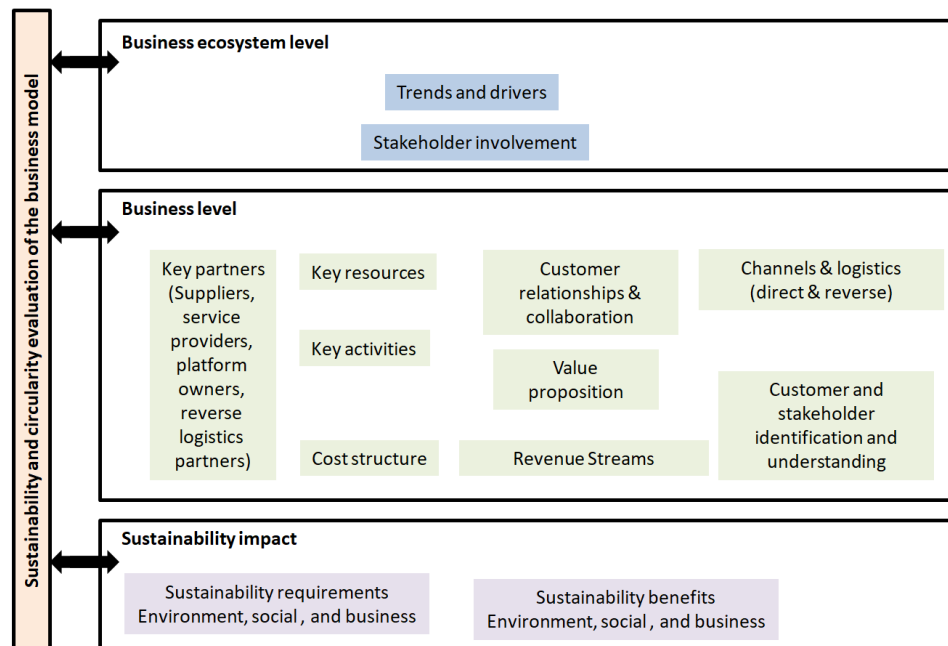 Sustainability and circularity evaluation of the business model
Business ecosystem level
Trends and drivers
Stakeholder involvement
Business level
Key partners
(Suppliers,
service
providers,
platform
owners,
reverse
logistics
partners)
Key resources
Key activities
Cost structure
Customer
relationships &
collaboration
Value
proposition
Revenue Streams
Channels & logistics
(direct & reverse)
Customer and
stakeholder
identification and
understanding
Sustainability impact
Sustainability requirements
Environment, social , and business
Sustainability benefits
Environment, social , and business